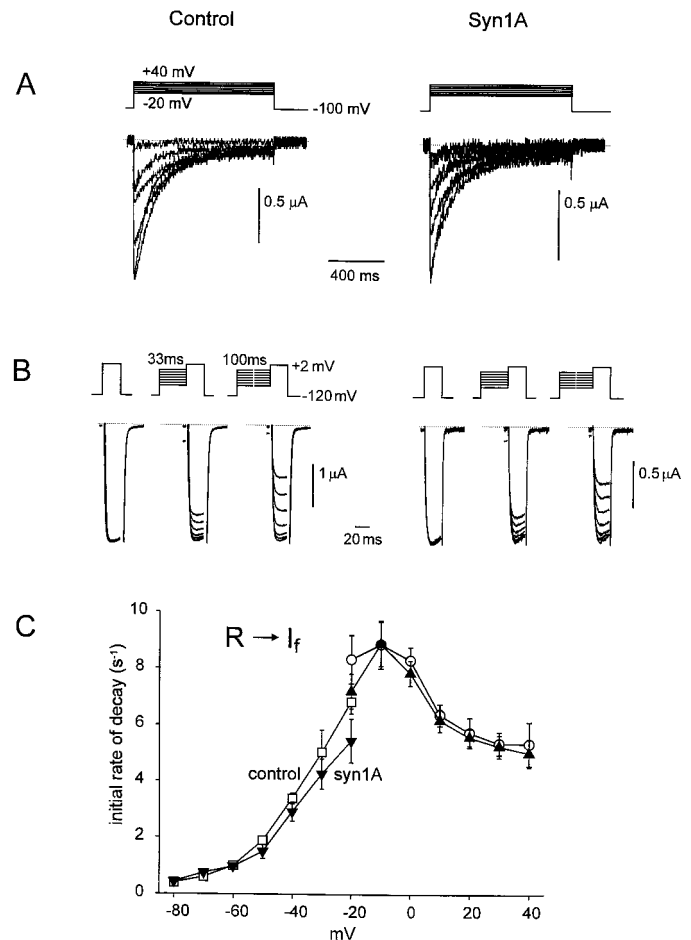 Control
Syn1A
A
+40 mV
-20 mV
-100 mV
0.5 µA
0.5 µA
400 ms
B
33ms
100ms
+2 mV
-120 mV
1 µA
0.5 µA
20 ms
C
R → If
initial rate of decay (s⁻¹)
10
8
6
4
2
0
control
syn1A
-80
-60
-40
-20
0
20
40
mV